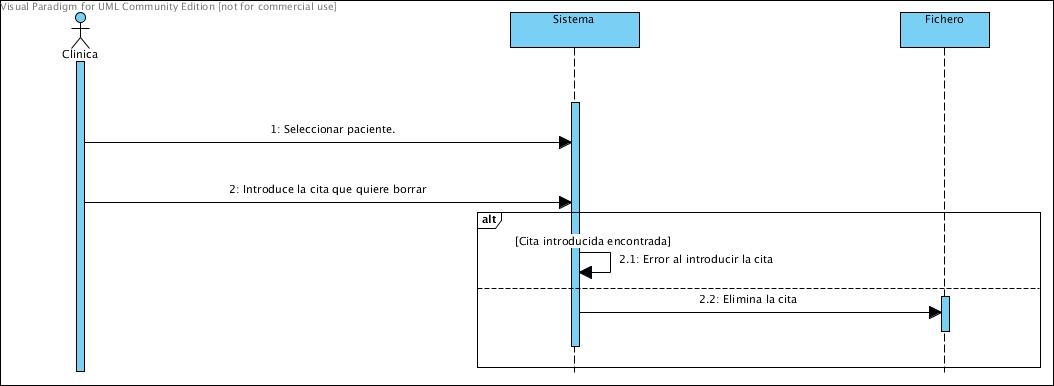 Visual Paradigm for UML Community Edition [not for commercial use]
Sistema
Fichero
Clinica
1: Seleccionar paciente.
2: Introduce la cita que quiere borrar
alt
[Cita introducida encontrada]
2.1: Error al introducir la cita
2.2: Elimina la cita